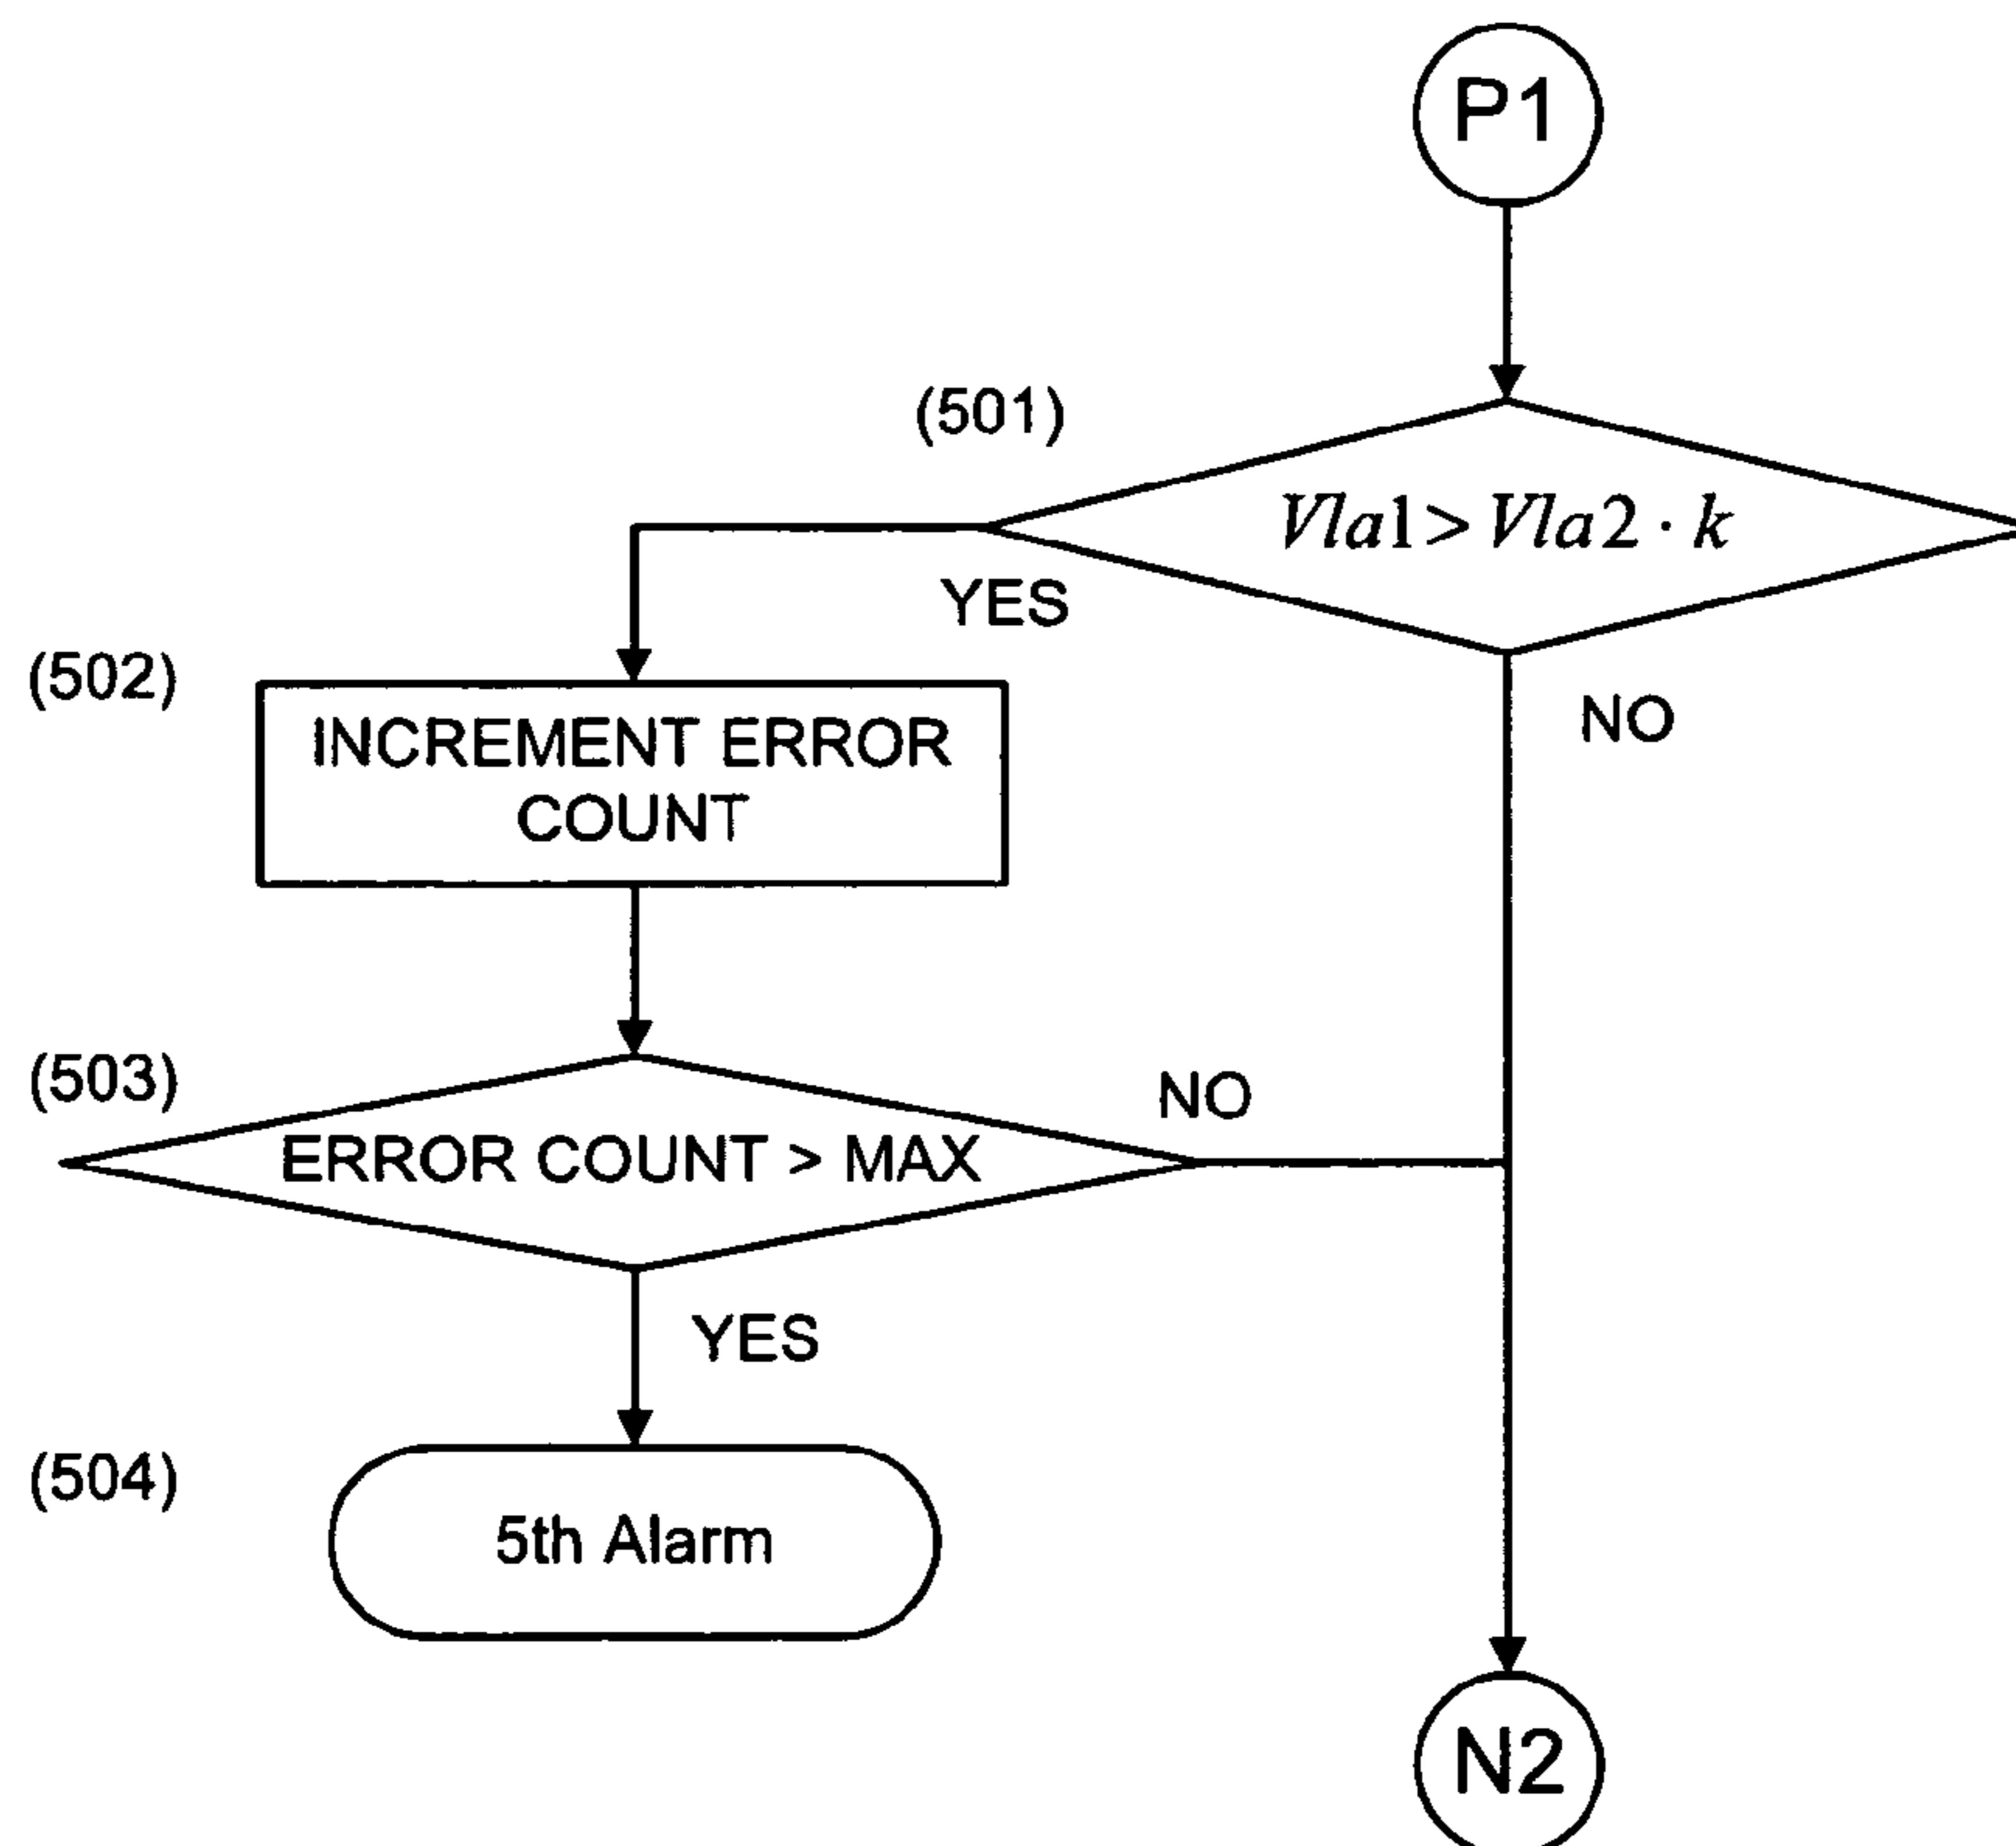 P1
(501)
Vla1 > Vla2 · k
YES
NO
(502)
INCREMENT ERROR
COUNT
(503)
ERROR COUNT > MAX
NO
YES
(504)
5th Alarm
N2